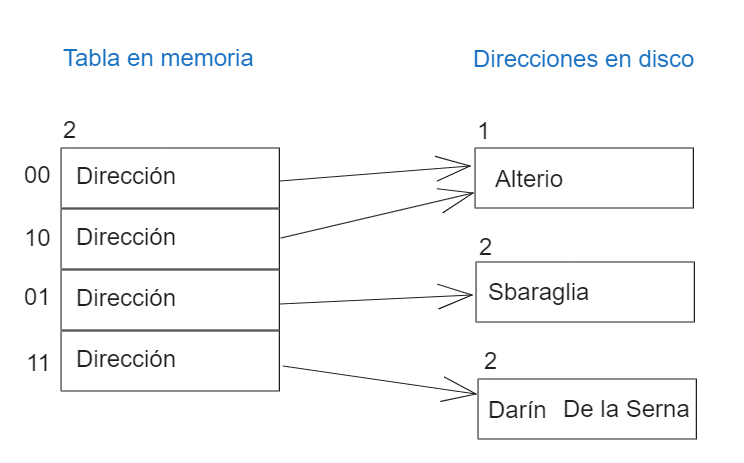 Tabla en memoria
Direcciones en disco
2
00 Dirección
10 Dirección
01 Dirección
11 Dirección
1
Alterio
2
Sbaraglia
2
Darín De la Serna